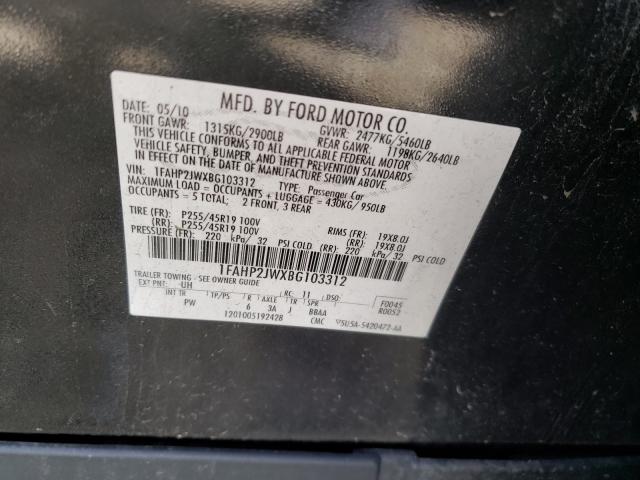 MFD. BY FORD MOTOR CO.
DATE: 05/10 GVWR: 2477KG/5460LB
FRONT GAWR: 1315KG/2900LB REAR GAWR: 1198KG/2640LB
THIS VEHICLE CONFORMS TO ALL APPLICABLE FEDERAL MOTOR
VEHICLE SAFETY, BUMPER, AND THEFT PREVENTION STANDARDS
IN EFFECT ON THE DATE OF MANUFACTURE SHOWN ABOVE.
VIN: 1FAHP2JWXBG103312 TYPE: Passenger Car
MAXIMUM LOAD = OCCUPANTS + LUGGAGE = 430KG/ 950LB
OCCUPANTS = 5 TOTAL; 2 FRONT, 3 REAR
TIRE (FR): P255/45R19 100V RIMS (FR): 19X8.0J
(RR): P255/45R19 100V (RR): 19X8.0J
PRESSURE (FR): 220 kPa/ 32 PSI COLD (RR): 220 kPa/ 32 PSI COLD
1FAHP2JWXBG103312
TRAILER TOWING - SEE OWNER GUIDE
EXT PNT: UH RC: 11 DSO: F0045
INT TR TP/PS R AXLE TR SPR R0052
PW 6 3A J BBAA
1201005192428 CMC 5U5A-5420472-AA